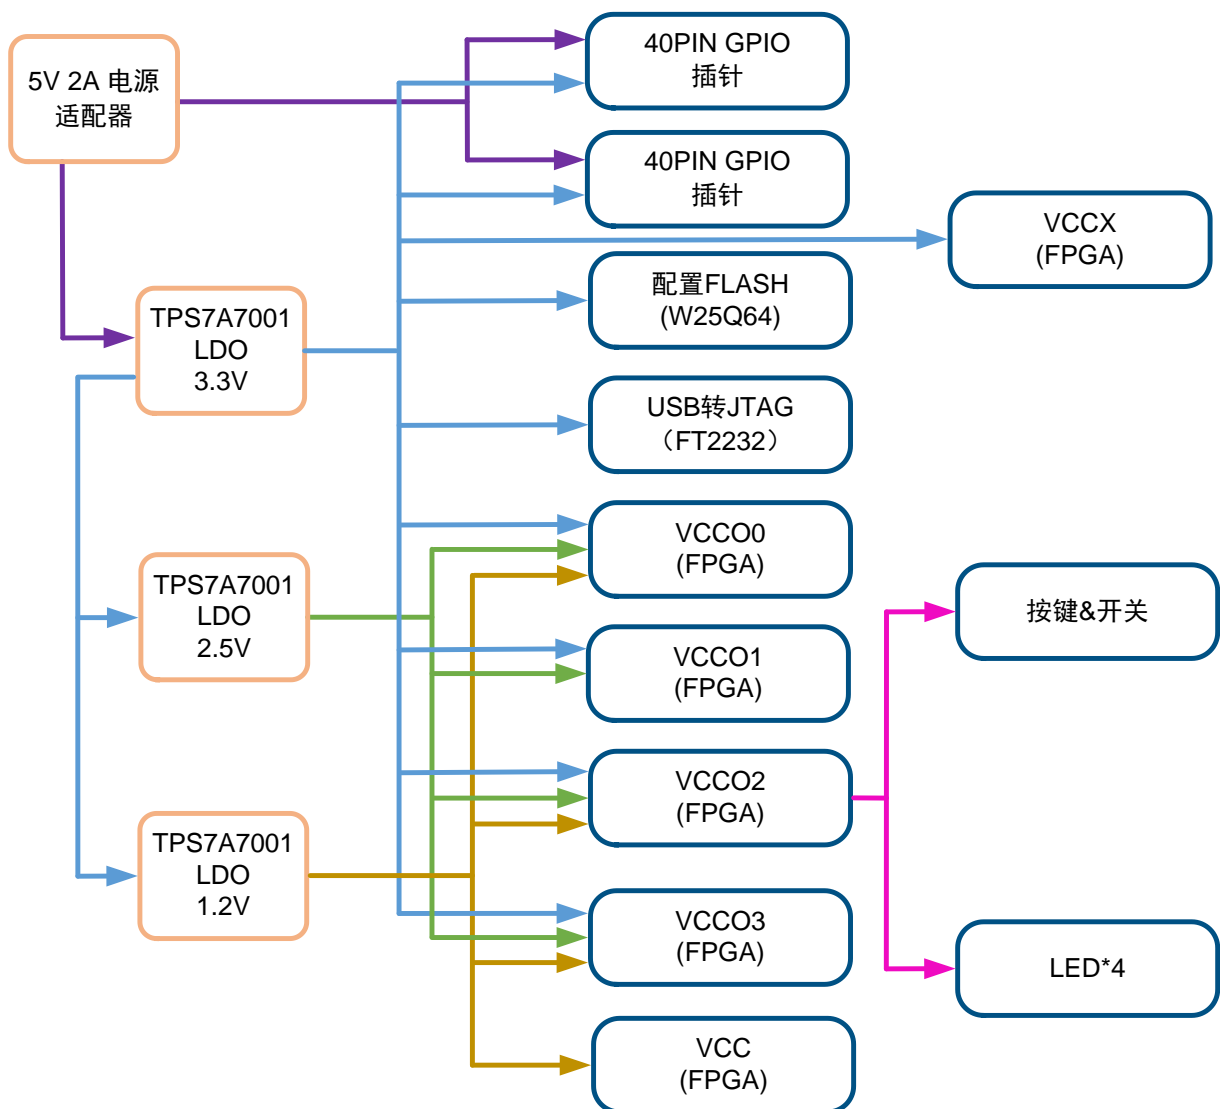 5V 2A 电源
适配器
40PIN GPIO
插针
40PIN GPIO
插针
VCCX
(FPGA)
配置FLASH
(W25Q64)
TPS7A7001
LDO
3.3V
USB转JTAG
（FT2232）
VCCO0
(FPGA)
TPS7A7001
LDO
2.5V
按键&开关
VCCO1
(FPGA)
VCCO2
(FPGA)
TPS7A7001
LDO
1.2V
VCCO3
(FPGA)
LED*4
VCC
(FPGA)